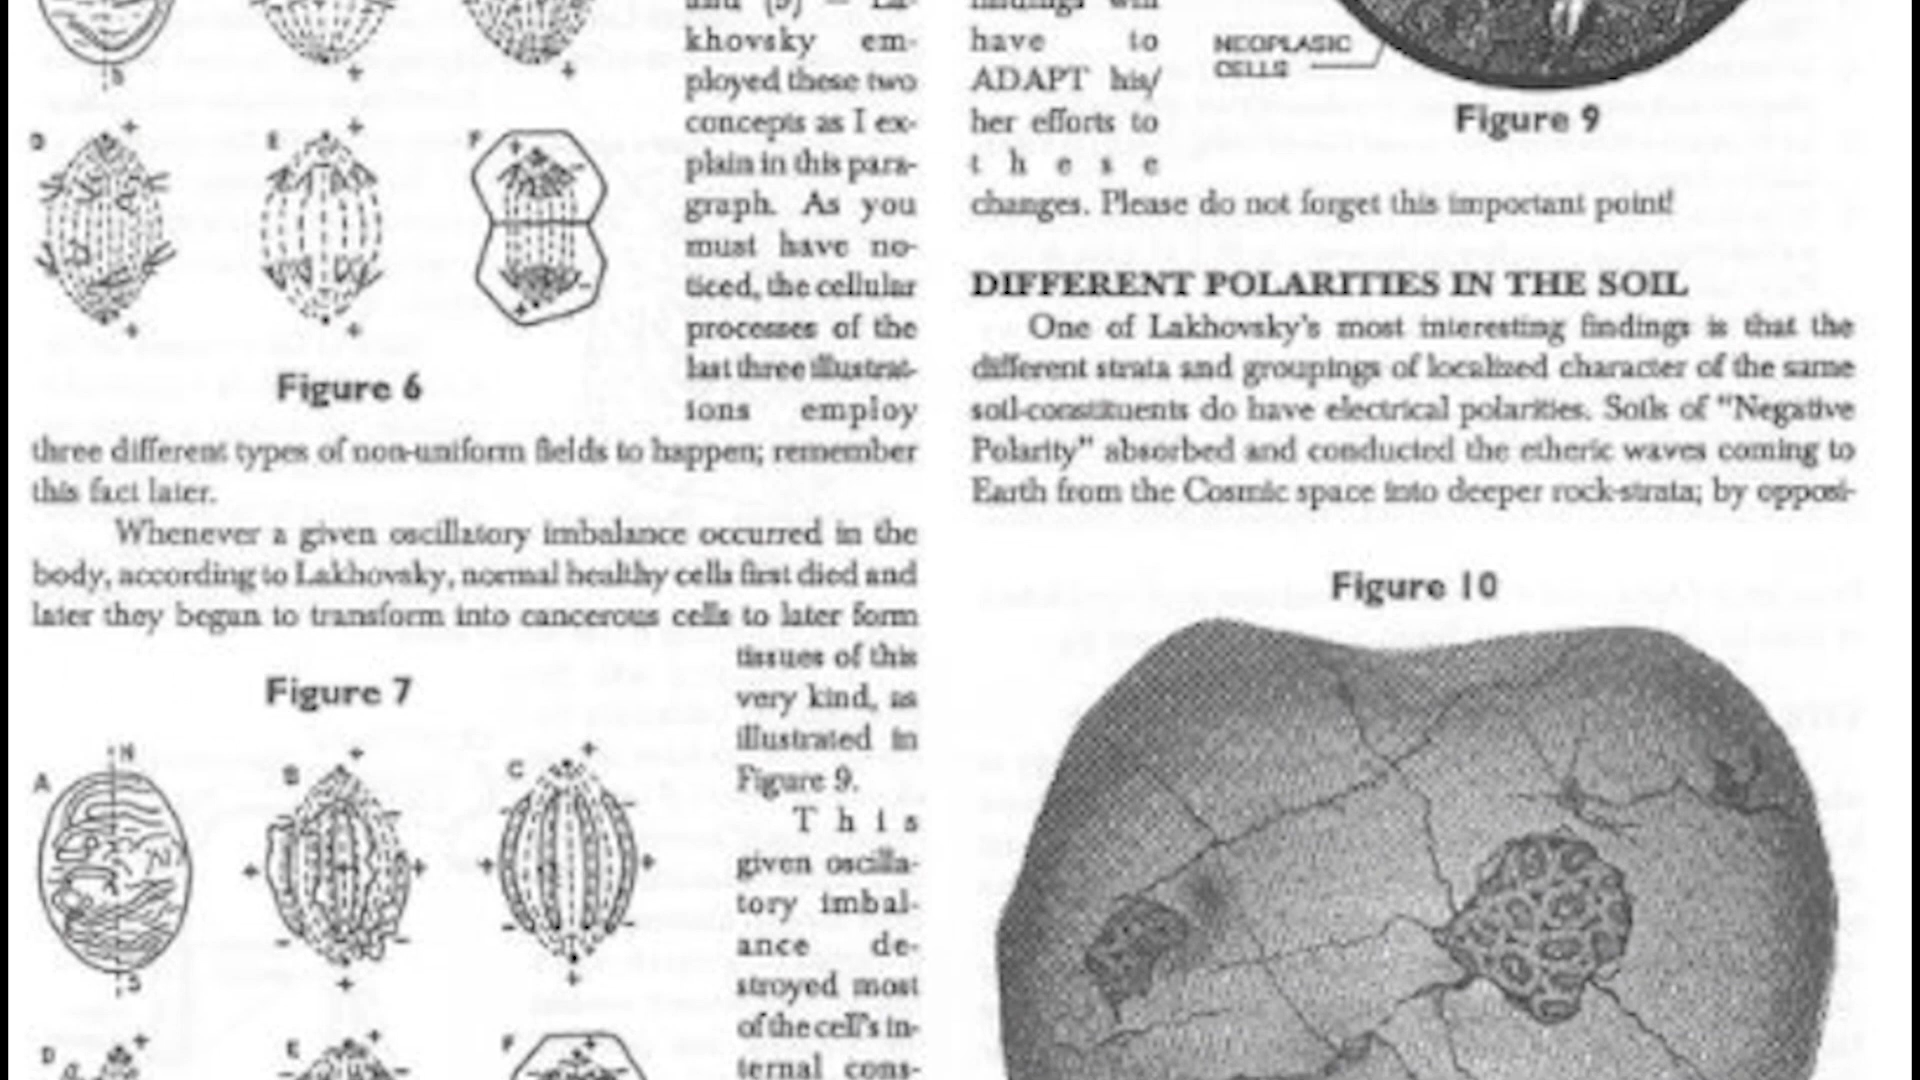 and (9) — La-
khovsky em-
ployed these two
concepts as I ex-
plain in this para-
graph. As you
must have no-
ticed, the cellular
processes of the
last three illustrat-
ions employ
three different types of non-uniform fields to happen; remember
this fact later.
b
+
+
D
+
+
E
+
+
F
+
-
-
+
Figure 6
Whenever a given oscillatory imbalance occurred in the
body, according to Lakhovsky, normal healthy cells first died and
later they began to transform into cancerous cells to later form
tissues of this
very kind, as
illustrated in
Figure 9.
This
given oscilla-
tory imbal-
ance de-
stroyed most
of the cell's in-
ternal cons-
Figure 7
A
N
S
B
+
+
+
-
-
+
C
+
-
-
+
+
-
-
+
D
+
E
+
F
+
findings will
have to
ADAPT his/
her efforts to
these
changes. Please do not forget this important point!
NEOPLASIC
CELLS
Figure 9
DIFFERENT POLARITIES IN THE SOIL
One of Lakhovsky's most interesting findings is that the
different strata and groupings of localized character of the same
soil-constituents do have electrical polarities. Soils of "Negative
Polarity" absorbed and conducted the etheric waves coming to
Earth from the Cosmic space into deeper rock-strata; by opposi-
Figure 10